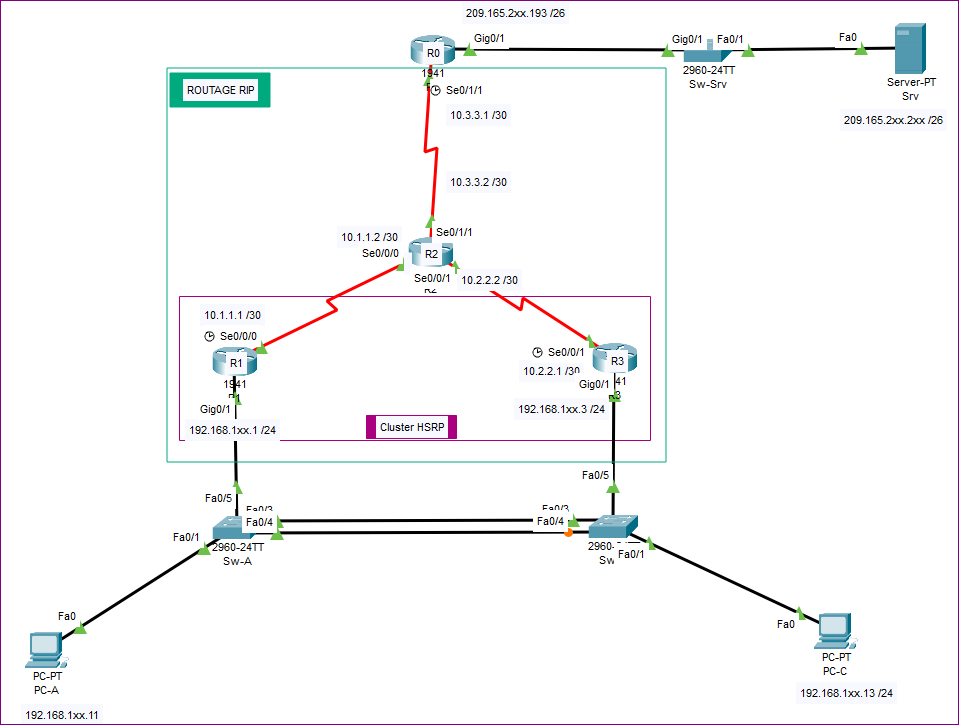 209.165.2xx.193 /26
R0
Gig0/1
Gig0/1
Fa0/1
Fa0
1941
2960-24TT
Sw-Srv
Server-PT
Srv
209.165.2xx.2xx /26
ROUTAGE RIP
Se0/1/1
10.3.3.1 /30
10.3.3.2 /30
10.1.1.2 /30
Se0/0/0
Se0/1/1
R2
Se0/0/1
10.2.2.2 /30
10.1.1.1 /30
Se0/0/0
R1
1941
Gig0/1
192.168.1xx.1 /24
Se0/0/1
R3
10.2.2.1 /30
Gig0/1
41
192.168.1xx.3 /24
Cluster HSRP
Fa0/5
Fa0/3
Fa0/4
Fa0/1
2960-24TT
Sw-A
Fa0/5
Fa0/3
Fa0/4
2960-
Sw
Fa0/1
Fa0
PC-PT
PC-A
192.168.1xx.11
Fa0
PC-PT
PC-C
192.168.1xx.13 /24